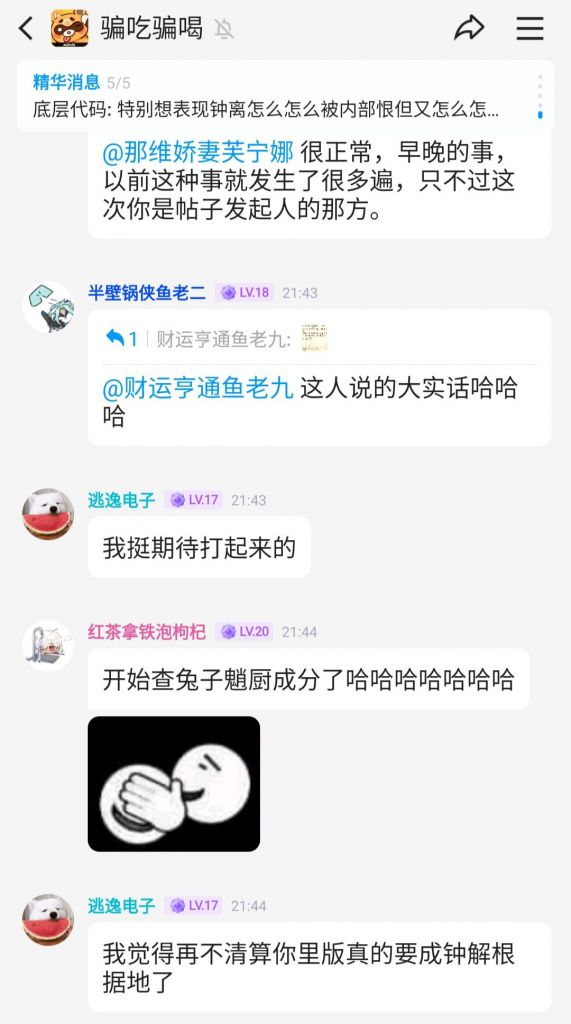 骗吃骗喝
精华消息 5/5
底层代码: 特别想表现钟离怎么怎么被内部恨但又怎么怎...
@那维娇妻芙宁娜 很正常，早晚的事，
以前这种事就发生了很多遍，只不过这
次你是帖子发起人的那方。
半壁锅侠鱼老二 LV.18 21:43
1 财运亨通鱼老九:
@财运亨通鱼老九 这人说的大实话哈哈
哈
逃逸电子 LV.17 21:43
我挺期待打起来的
红茶拿铁泡枸杞 LV.20 21:44
开始查兔子魈厨成分了哈哈哈哈哈哈哈
逃逸电子 LV.17 21:44
我觉得再不清算你里版真的要成钟解根
据地了